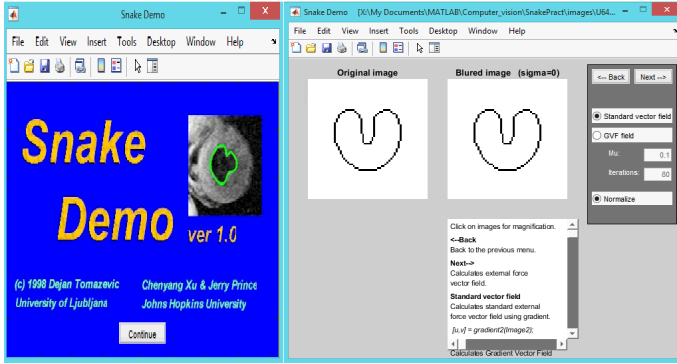 Snake Demo
File Edit View Insert Tools Desktop Window Help
Snake
Demo
ver 1.0
(c) 1998 Dejan Tomazevic
University of Ljubljana
Chenyang Xu & Jerry Prince
Johns Hopkins University
Continue
Snake Demo [X:\My Documents\MATLAB\Computer_vision\SnakePract\images\U64...
File Edit View Insert Tools Desktop Window Help
Original image
Blured image (sigma=0)
<-- Back
Next -->
Standard vector field
GVF field
Mu: 0.1
Iterations: 80
Normalize
Click on images for magnification.
<--Back
Back to the previous menu.
Next-->
Calculates external force
vector field.
Standard vector field
Calculates standard external
force vector field using gradient.
[u,v] = gradient2(Image2);
Calculates Gradient Vector Field